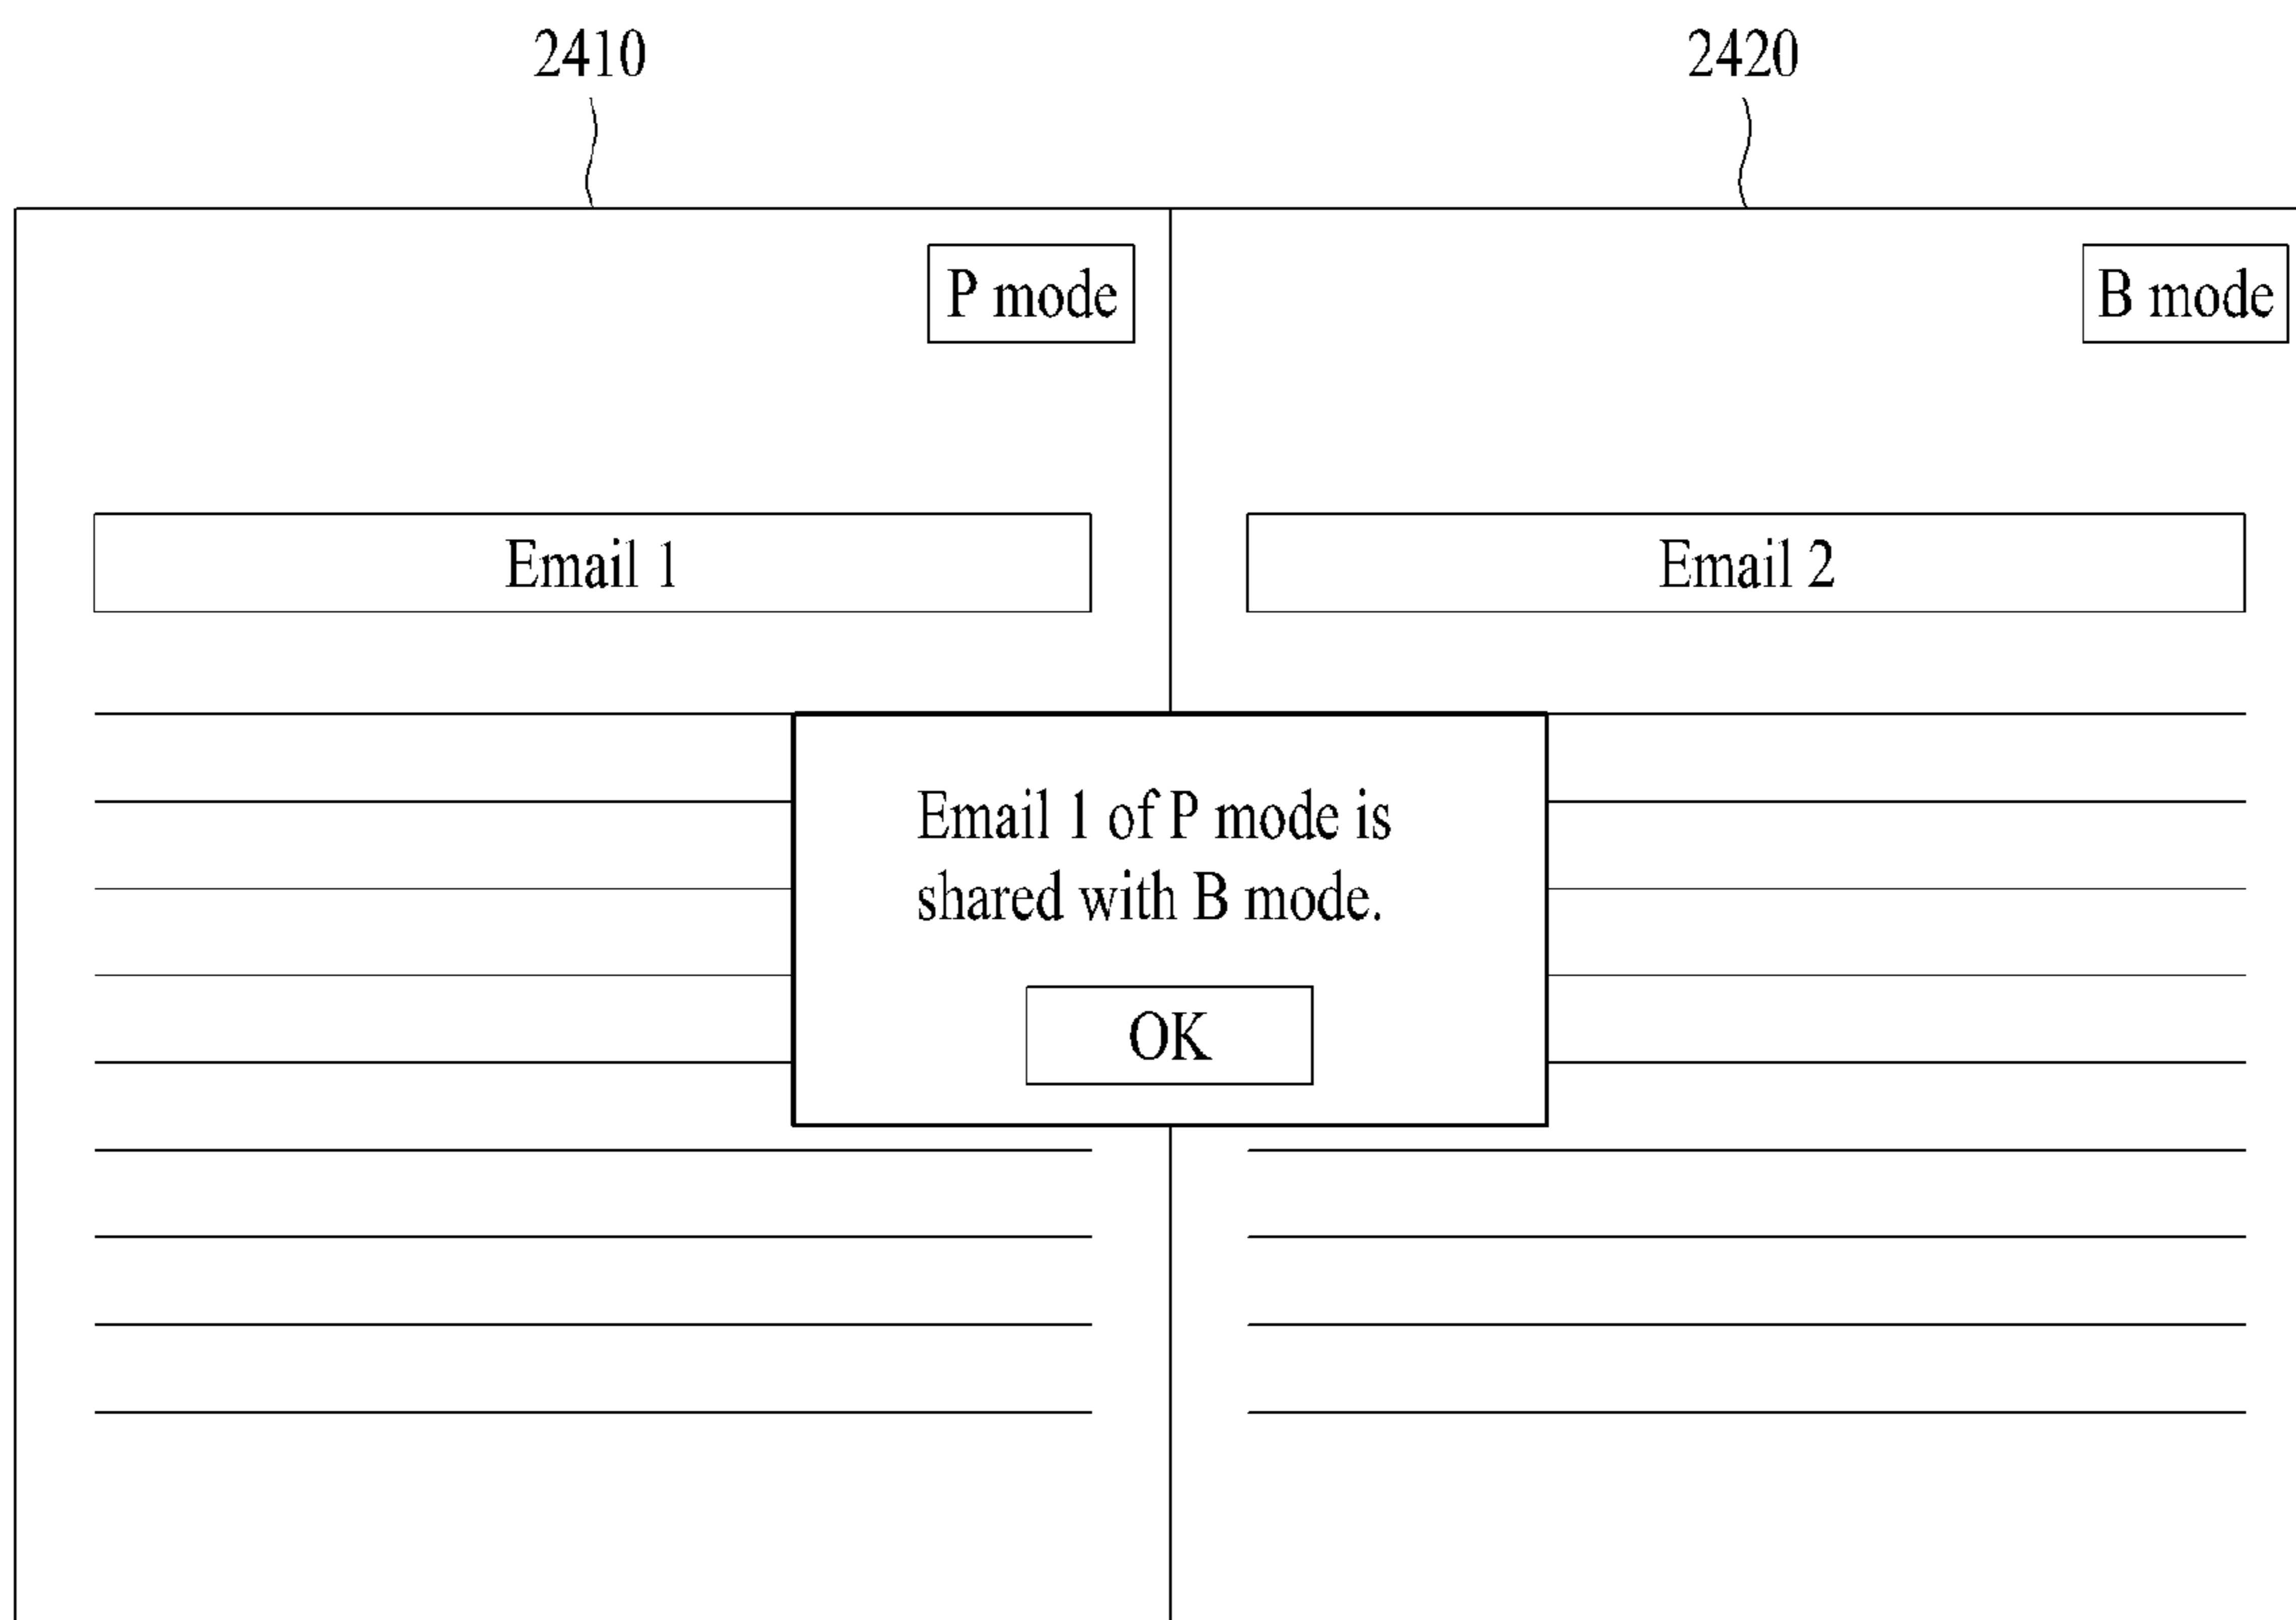 2410
2420
P mode
B mode
Email 1
Email 2
Email 1 of P mode is
shared with B mode.
OK